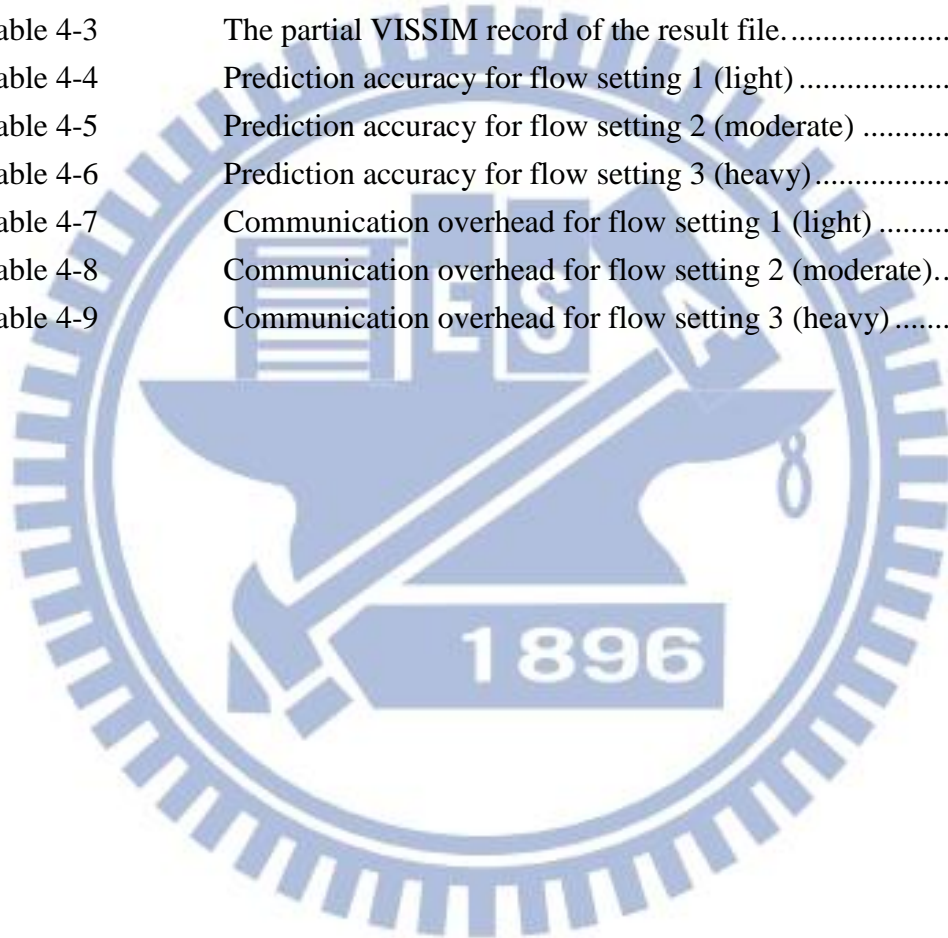 able 4-3 The partial VISSIM record of the result file. .....................
able 4-4 Prediction accuracy for flow setting 1 (light) .....................
able 4-5 Prediction accuracy for flow setting 2 (moderate) ............
able 4-6 Prediction accuracy for flow setting 3 (heavy)...................
able 4-7 Communication overhead for flow setting 1 (light) ..........
able 4-8 Communication overhead for flow setting 2 (moderate)...
able 4-9 Communication overhead for flow setting 3 (heavy) ........
E S A
8
1896